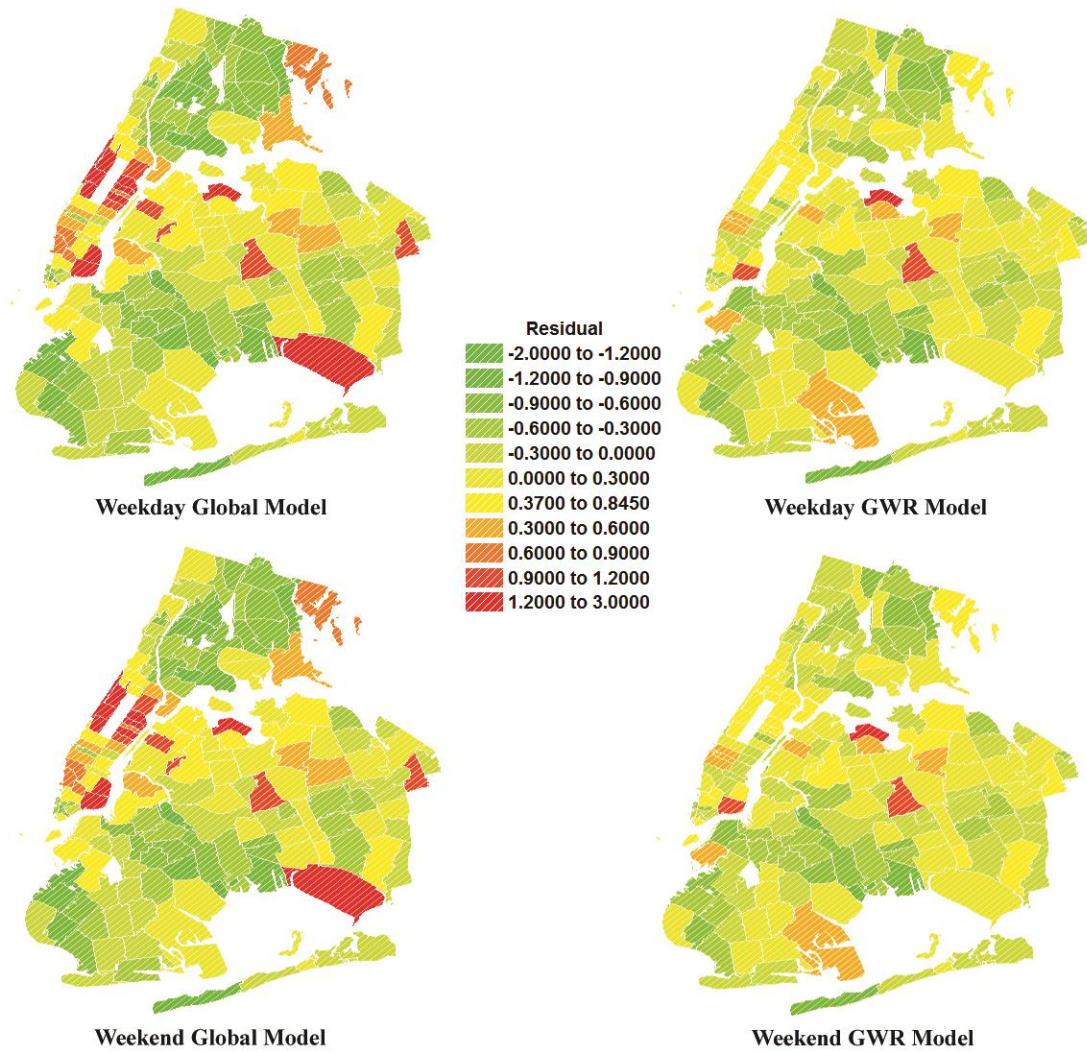 Residual
-2.0000 to -1.2000
-1.2000 to -0.9000
-0.9000 to -0.6000
-0.6000 to -0.3000
-0.3000 to 0.0000
0.0000 to 0.3000
0.3700 to 0.8450
0.3000 to 0.6000
0.6000 to 0.9000
0.9000 to 1.2000
1.2000 to 3.0000
Weekday Global Model
Weekday GWR Model
Weekend Global Model
Weekend GWR Model